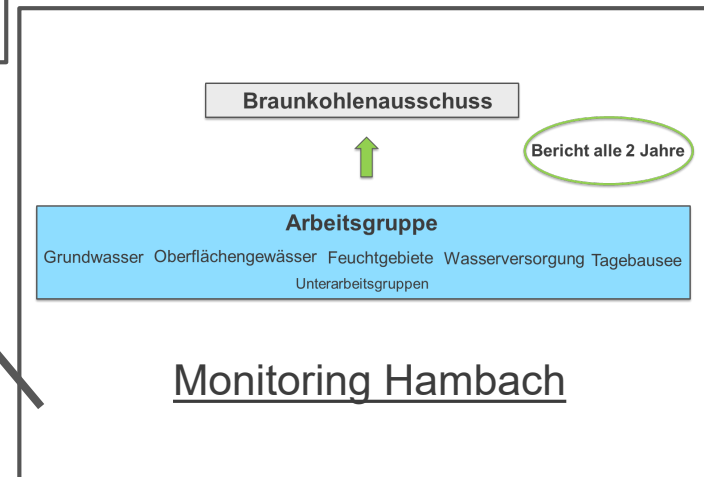 Braunkohlenausschuss
Bericht alle 2 Jahre
Arbeitsgruppe
Grundwasser Oberflächengewässer Feuchtgebiete Wasserversorgung Tagebausee
Unterarbeitsgruppen
Monitoring Hambach